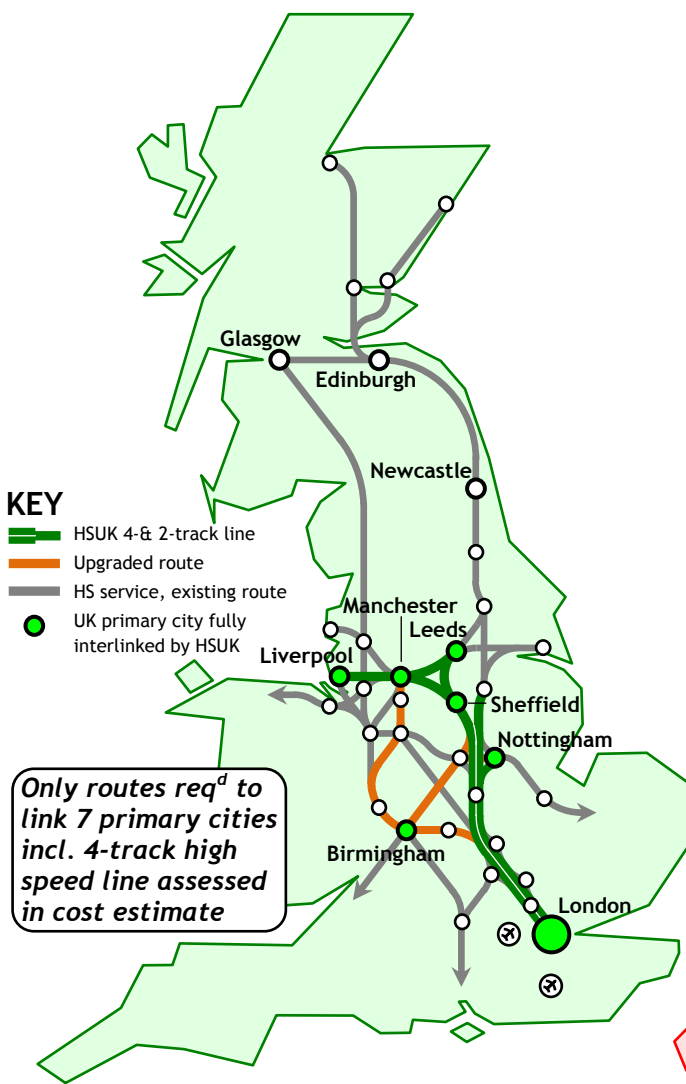 Glasgow
Edinburgh
Newcastle
KEY
HSUK 4-& 2-track line
Upgraded route
HS service, existing route
UK primary city fully
interlinked by HSUK
Manchester
Leeds
Liverpool
Sheffield
Nottingham
Only routes reqᵈ to
link 7 primary cities
incl. 4-track high
speed line assessed
in cost estimate
Birmingham
London